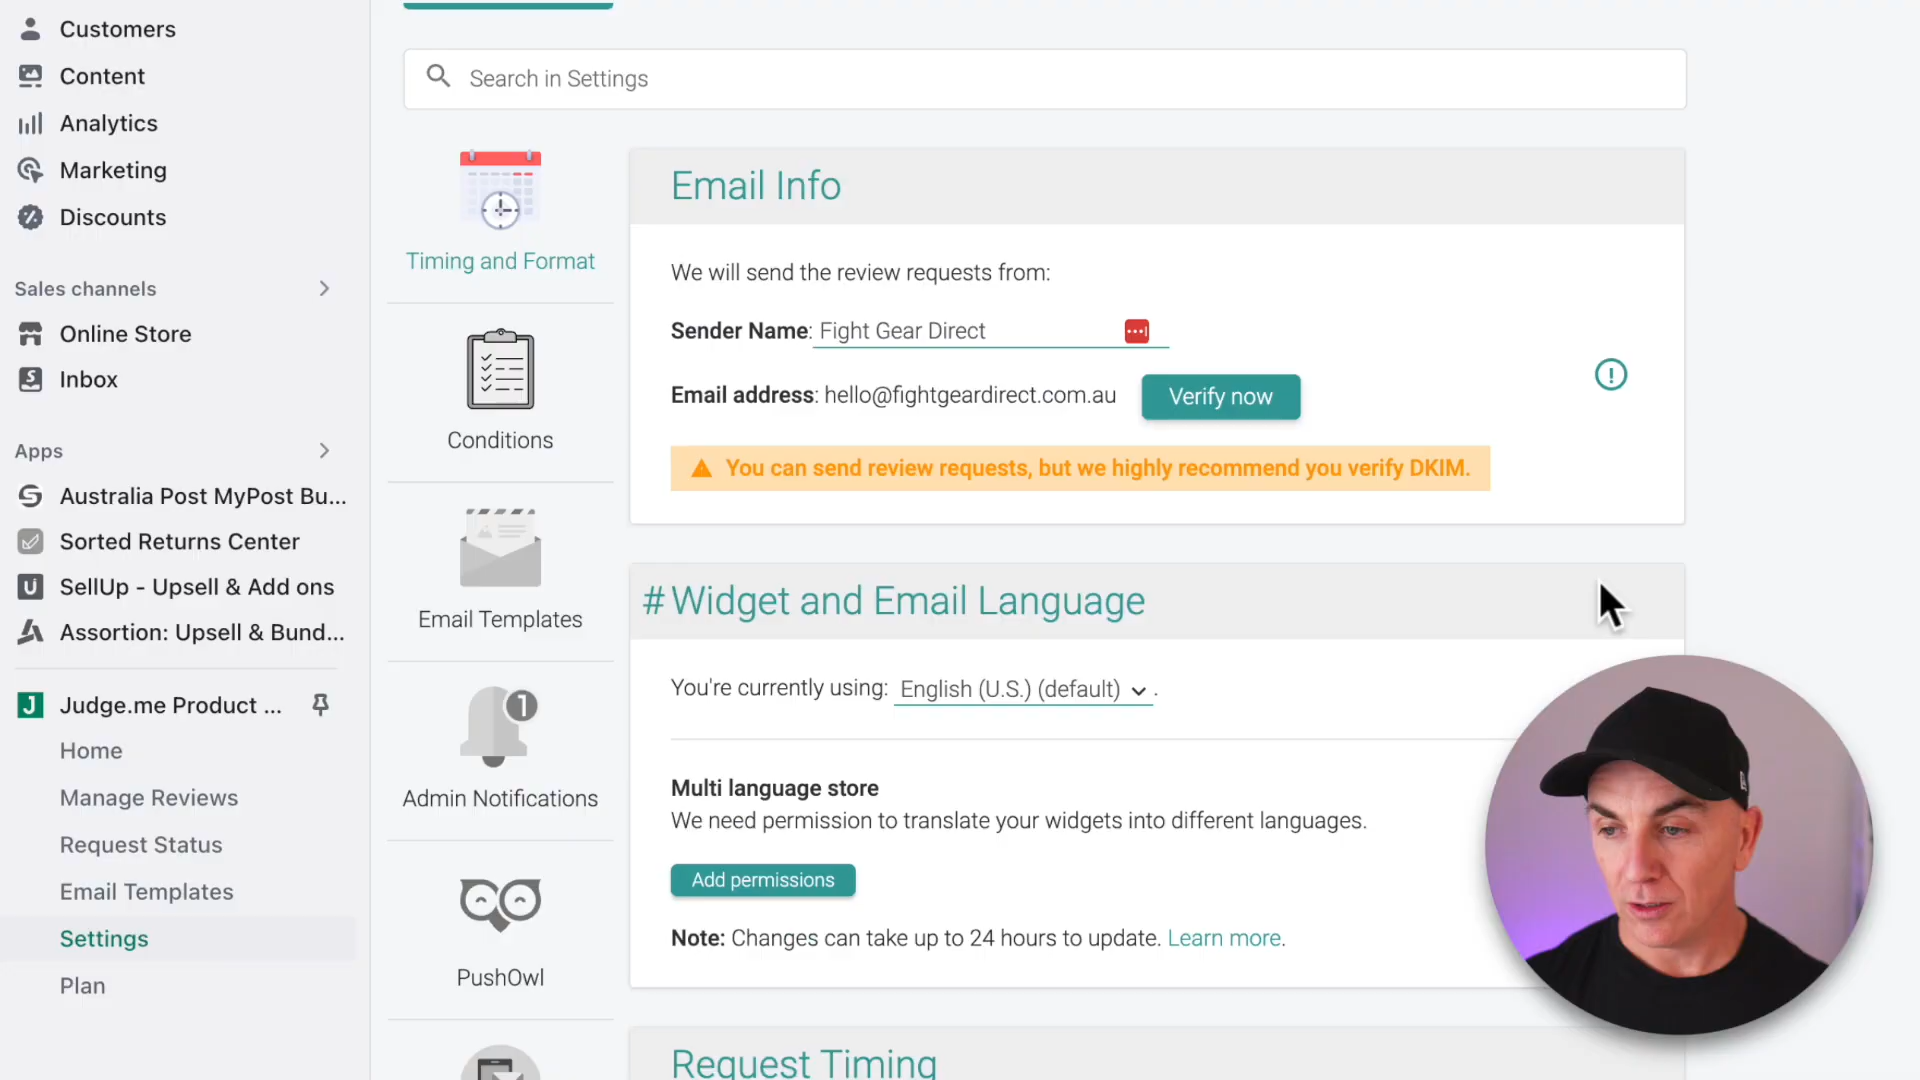 Customers
Content
Analytics
Marketing
Discounts
Sales channels
Online Store
Inbox
Apps
Australia Post MyPost Bu...
Sorted Returns Center
SellUp - Upsell & Add ons
Assortion: Upsell & Bund...
Judge.me Product ...
Home
Manage Reviews
Request Status
Email Templates
Settings
Plan
Search in Settings
Timing and Format
Conditions
Email Templates
1
Admin Notifications
PushOwl
Email Info
We will send the review requests from:
Sender Name: Fight Gear Direct
Email address: hello@fightgeardirect.com.au
Verify now
You can send review requests, but we highly recommend you verify DKIM.
#Widget and Email Language
You're currently using: English (U.S.) (default) .
Multi language store
We need permission to translate your widgets into different languages.
Add permissions
Note: Changes can take up to 24 hours to update. Learn more.
Request Timing